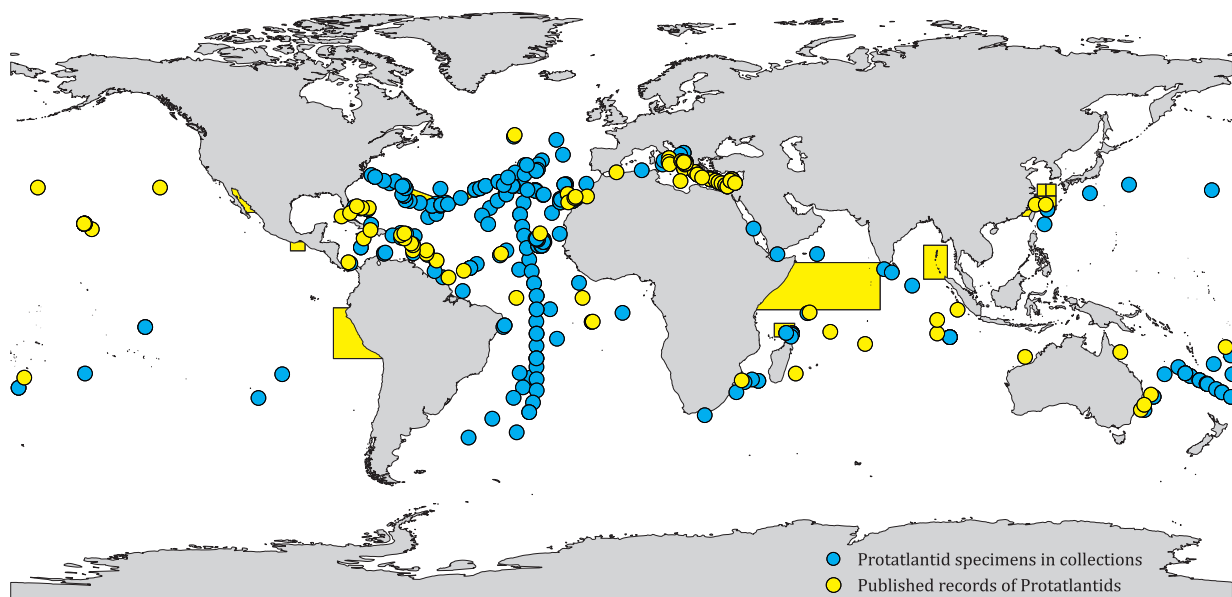 Protatlantid specimens in collections
Published records of Protatlantids